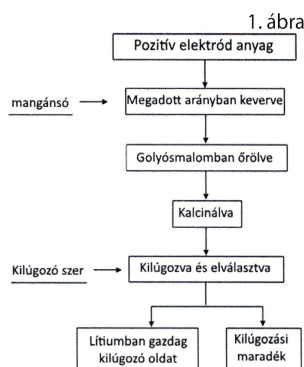 1. ábra
Pozitív elektród anyag
mangánsó
Megadott arányban keverve
Golyósmalomban őrölve
Kalcinálva
Kilúgozó szer
Kilúgozva és elválasztva
Lítiumban gazdag
kilúgozó oldat
Kilúgozási
maradék